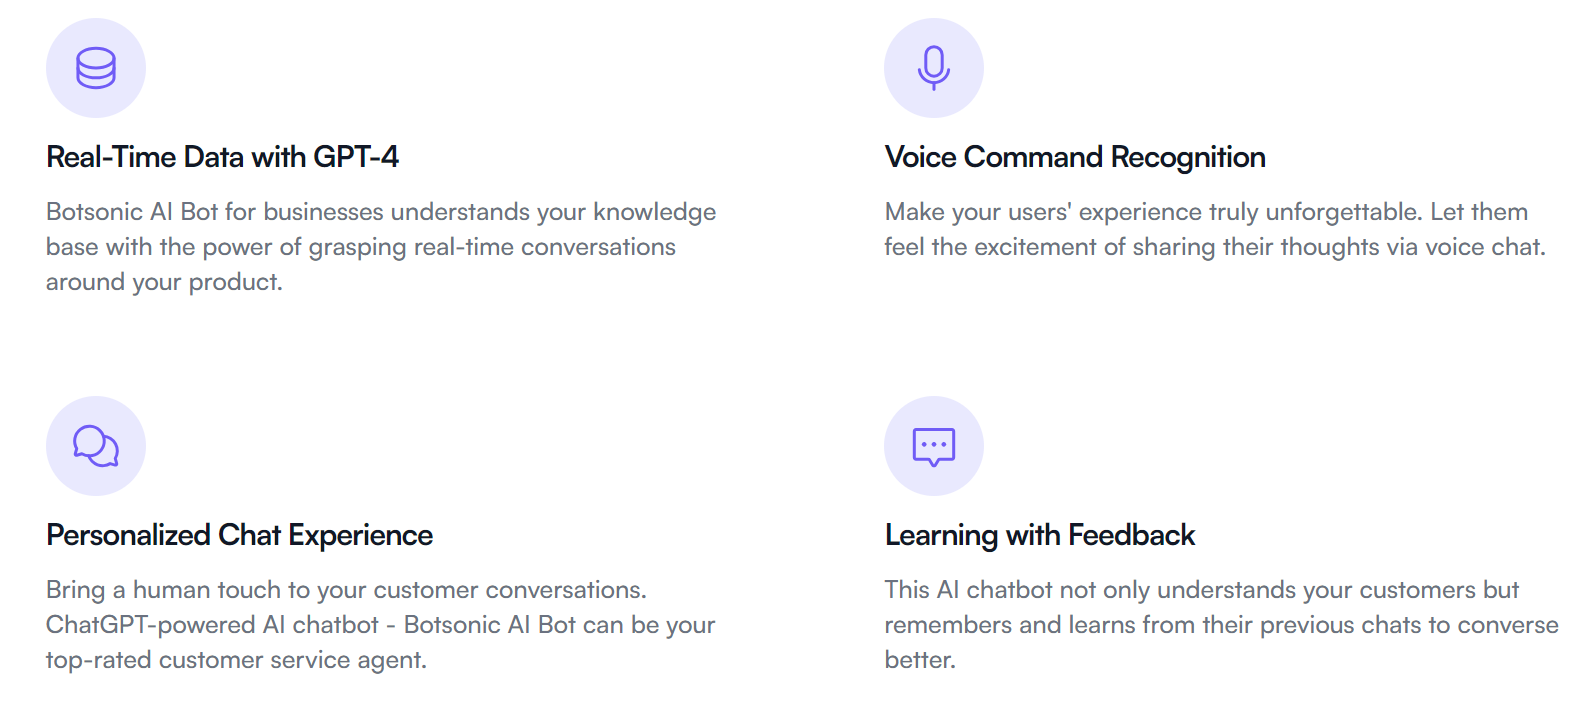 Real-Time Data with GPT-4
Botsonic AI Bot for businesses understands your knowledge
base with the power of grasping real-time conversations
around your product.
Voice Command Recognition
Make your users' experience truly unforgettable. Let them
feel the excitement of sharing their thoughts via voice chat.
Personalized Chat Experience
Bring a human touch to your customer conversations.
ChatGPT-powered AI chatbot - Botsonic AI Bot can be your
top-rated customer service agent.
Learning with Feedback
This AI chatbot not only understands your customers but
remembers and learns from their previous chats to converse
better.